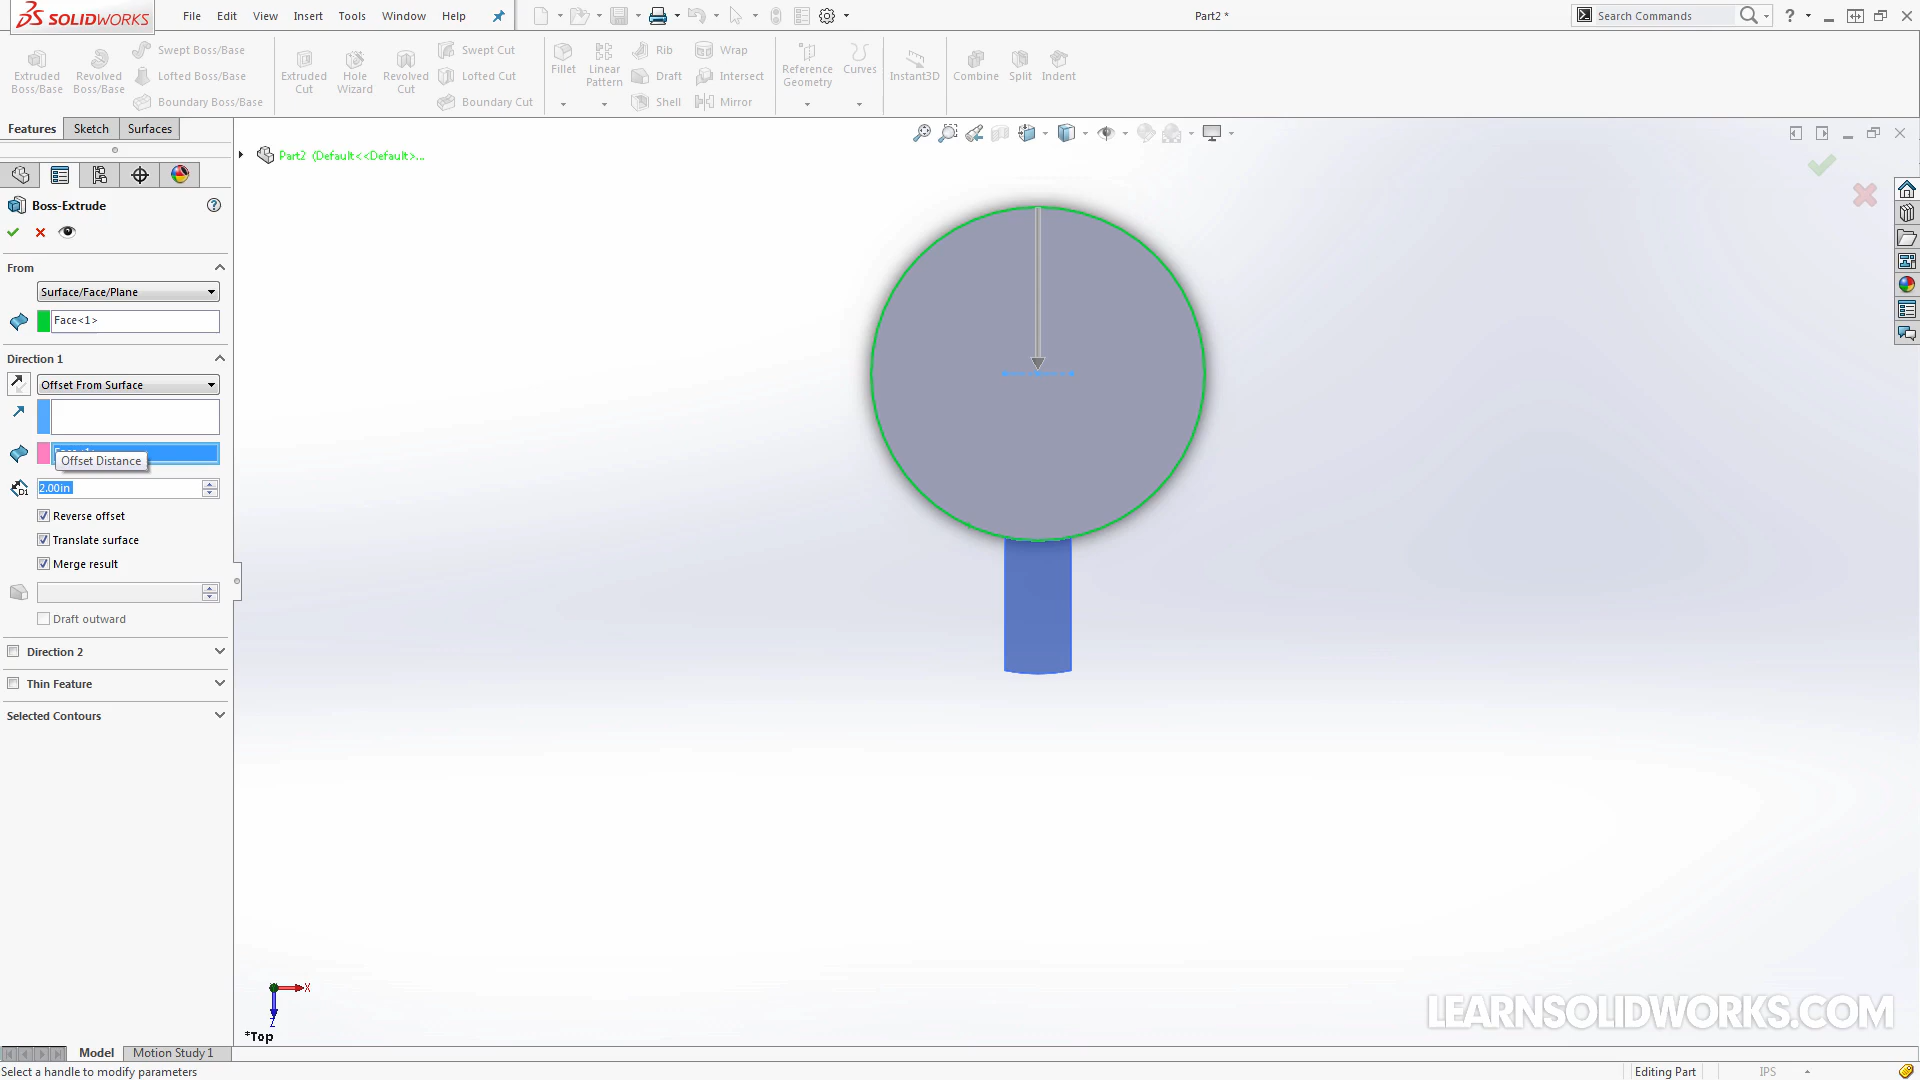 SOLIDWORKS File Edit View Insert Tools Window Help Part2 * Search Commands ?
Extruded Boss/Base
Revolved Boss/Base
Swept Boss/Base
Lofted Boss/Base
Boundary Boss/Base
Extruded Cut
Hole Wizard
Revolved Cut
Swept Cut
Lofted Cut
Boundary Cut
Fillet
Linear Pattern
Rib
Draft
Shell
Wrap
Intersect
Mirror
Reference Geometry
Curves
Instant3D
Combine
Split
Indent
Features Sketch Surfaces
Part2 (Default<<Default>...
Boss-Extrude ?
From
Surface/Face/Plane
Face<1>
Direction 1
Offset From Surface
Offset Distance
D1 2.00in
Reverse offset
Translate surface
Merge result
Draft outward
Direction 2
Thin Feature
Selected Contours
X
Z
*Top
LEARNSOLIDWORKS.COM
Model Motion Study 1
Select a handle to modify parameters Editing Part IPS